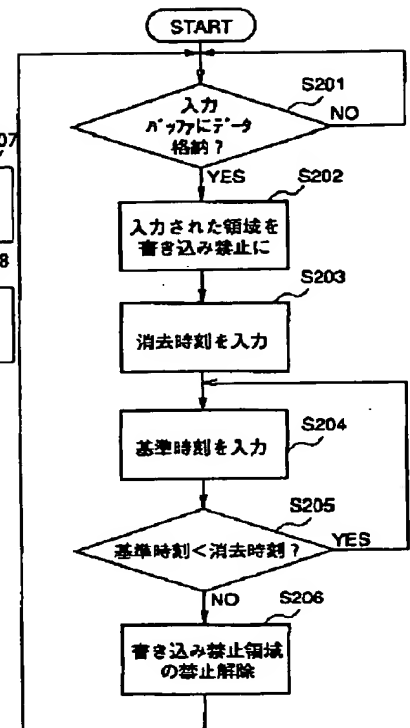 START
S201
入力
バッファにデータ
格納?
NO
YES
S202
入力された領域を
書き込み禁止に
S203
消去時刻を入力
S204
基準時刻を入力
S205
基準時刻<消去時刻?
YES
NO
S206
書き込み禁止領域
の禁止解除
07
8